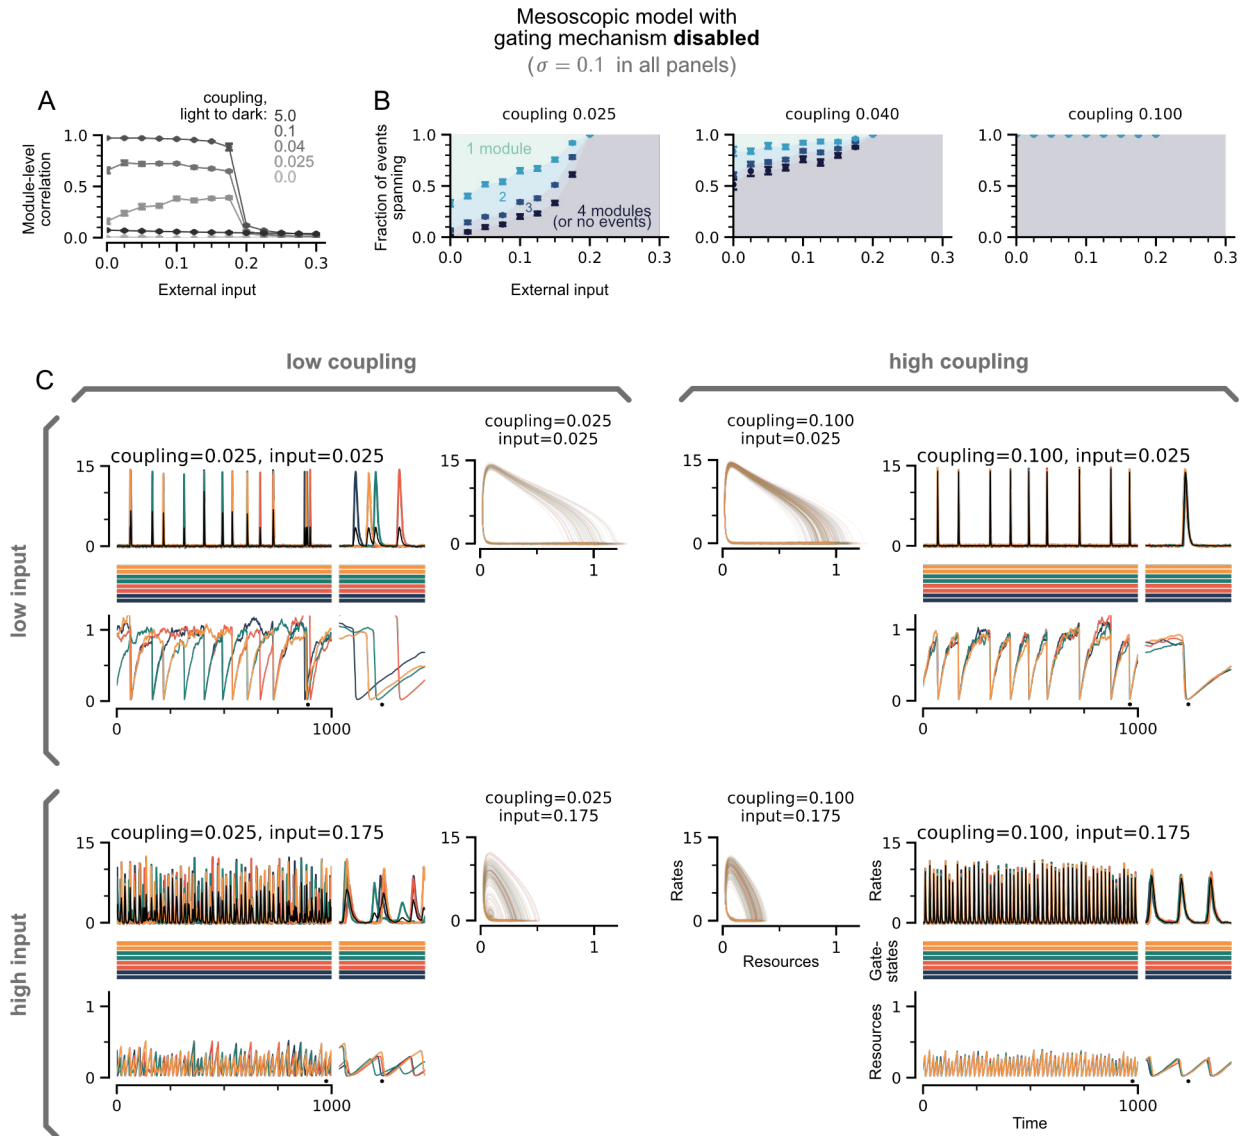 Mesoscopic model with
gating mechanism disabled
(σ = 0.1 in all panels)
A
coupling,
light to dark:
5.0
0.1
0.04
0.025
0.0
1.0
0.5
0.0
Module-level
correlation
0.0
0.1
0.2
0.3
External input
B
coupling 0.025
1.0
0.5
0.0
Fraction of events
spanning
1 module
2
3
4 modules
(or no events)
0.0
0.1
0.2
0.3
External input
coupling 0.040
1.0
0.5
0.0
0.0
0.1
0.2
0.3
coupling 0.100
1.0
0.5
0.0
0.0
0.1
0.2
0.3
C
low coupling
high coupling
low input
coupling=0.025, input=0.025
15
0
1
0
0
1000
coupling=0.025
input=0.025
15
0
1
coupling=0.100
input=0.025
15
0
0
1
coupling=0.100, input=0.025
15
0
1
0
0
1000
high input
coupling=0.025, input=0.175
15
0
1
0
0
1000
coupling=0.025
input=0.175
15
0
0
1
coupling=0.100
input=0.175
15
0
Rates
0
1
Resources
coupling=0.100, input=0.175
15
0
Rates
Gate-
states
1
0
Resources
0
1000
Time